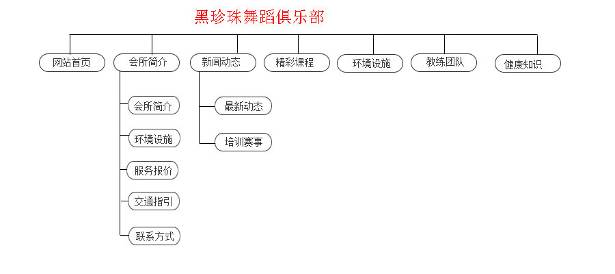 黑珍珠舞蹈俱乐部
网站首页
会所简介
新闻动态
精彩课程
环境设施
教练团队
健康知识
会所简介
最新动态
环境设施
培训赛事
服务报价
交通指引
联系方式